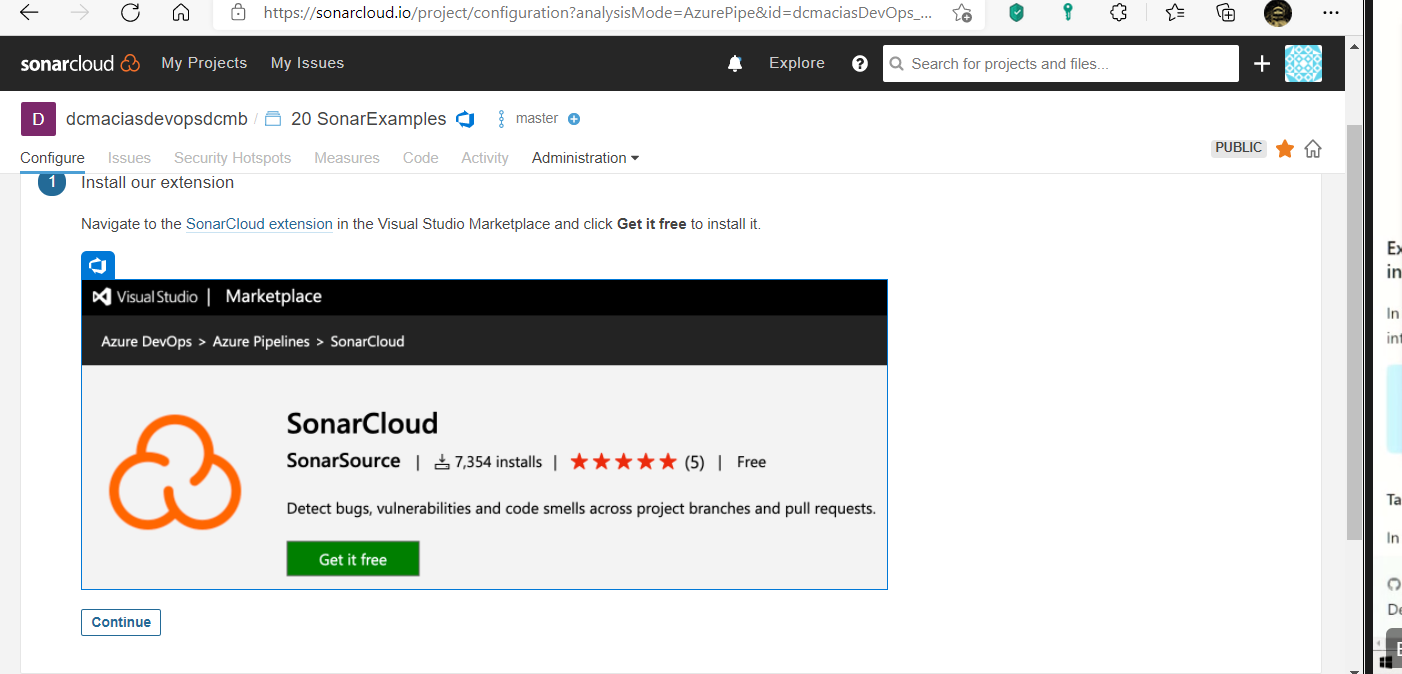 https://sonarcloud.io/project/configuration?analysisMode=AzurePipe&id=dcmaciasDevOps_...
sonarcloud My Projects My Issues Explore ? Search for projects and files... +
D dcmaciasdevopsdcmb / 20 SonarExamples master
Configure Issues Security Hotspots Measures Code Activity Administration
PUBLIC
1 Install our extension
Navigate to the SonarCloud extension in the Visual Studio Marketplace and click Get it free to install it.
Visual Studio | Marketplace
Azure DevOps > Azure Pipelines > SonarCloud
SonarCloud
SonarSource | 7,354 installs | (5) | Free
Detect bugs, vulnerabilities and code smells across project branches and pull requests.
Get it free
Continue
Ex
in
In
int
Ta
In
De